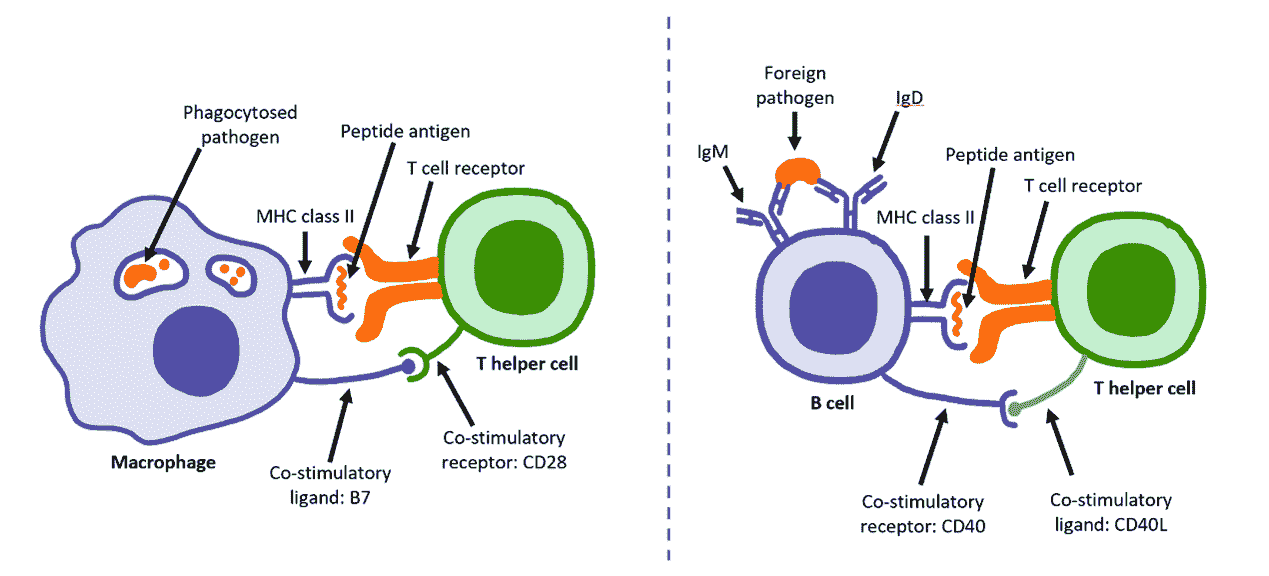 Phagocytosed
pathogen
Peptide antigen
T cell receptor
MHC class II
T helper cell
Co-stimulatory
receptor: CD28
Macrophage
Co-stimulatory
ligand: B7
Foreign
pathogen
IgD
IgM
Peptide antigen
T cell receptor
MHC class II
T helper cell
B cell
Co-stimulatory
receptor: CD40
Co-stimulatory
ligand: CD40L